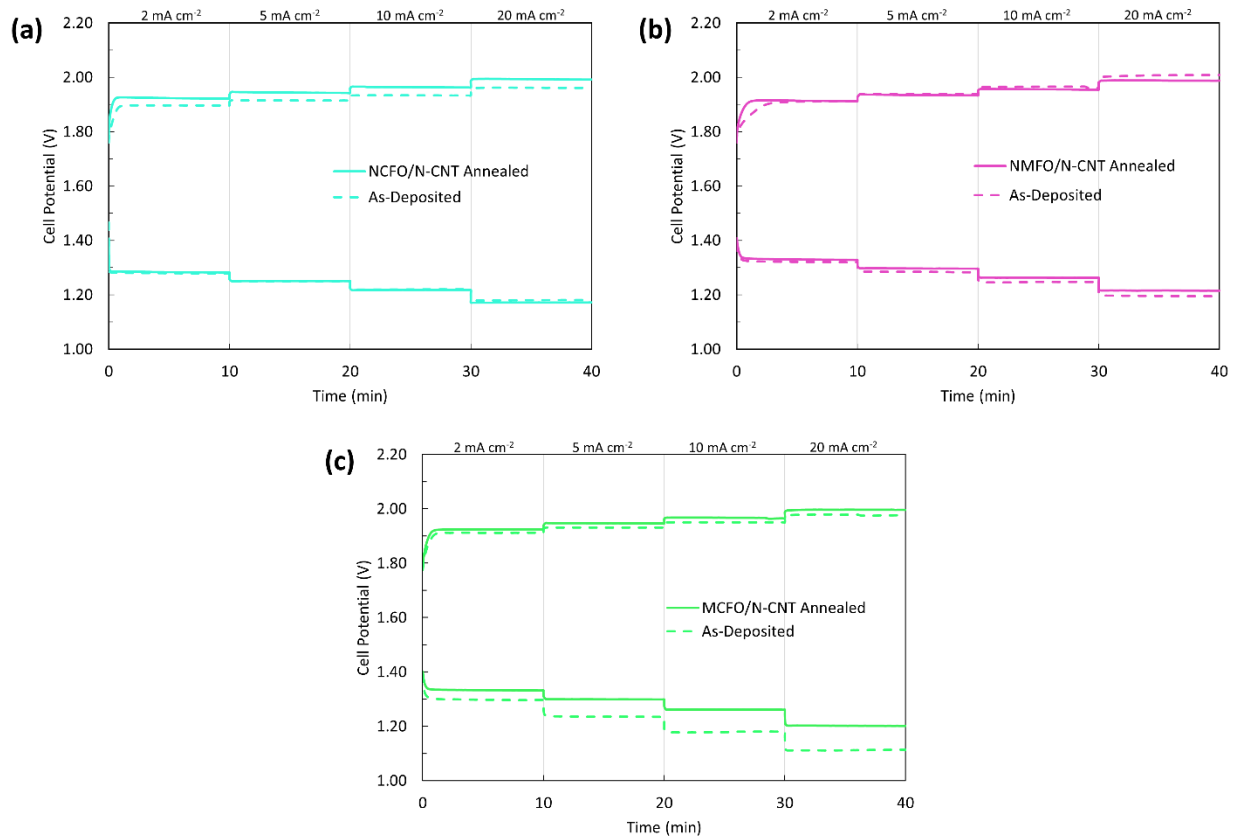 (a)
2 mA cm-2 5 mA cm-2 10 mA cm-2 20 mA cm-2
2.20
2.00
1.80
1.60
1.40
1.20
1.00
Cell Potential (V)
NCFO/N-CNT Annealed
As-Deposited
0 10 20 30 40
Time (min)
(b)
2 mA cm-2 5 mA cm-2 10 mA cm-2 20 mA cm-2
2.20
2.00
1.80
1.60
1.40
1.20
1.00
Cell Potential (V)
NMFO/N-CNT Annealed
As-Deposited
0 10 20 30 40
Time (min)
(c)
2 mA cm-2 5 mA cm-2 10 mA cm-2 20 mA cm-2
2.20
2.00
1.80
1.60
1.40
1.20
1.00
Cell Potential (V)
MCFO/N-CNT Annealed
As-Deposited
0 10 20 30 40
Time (min)